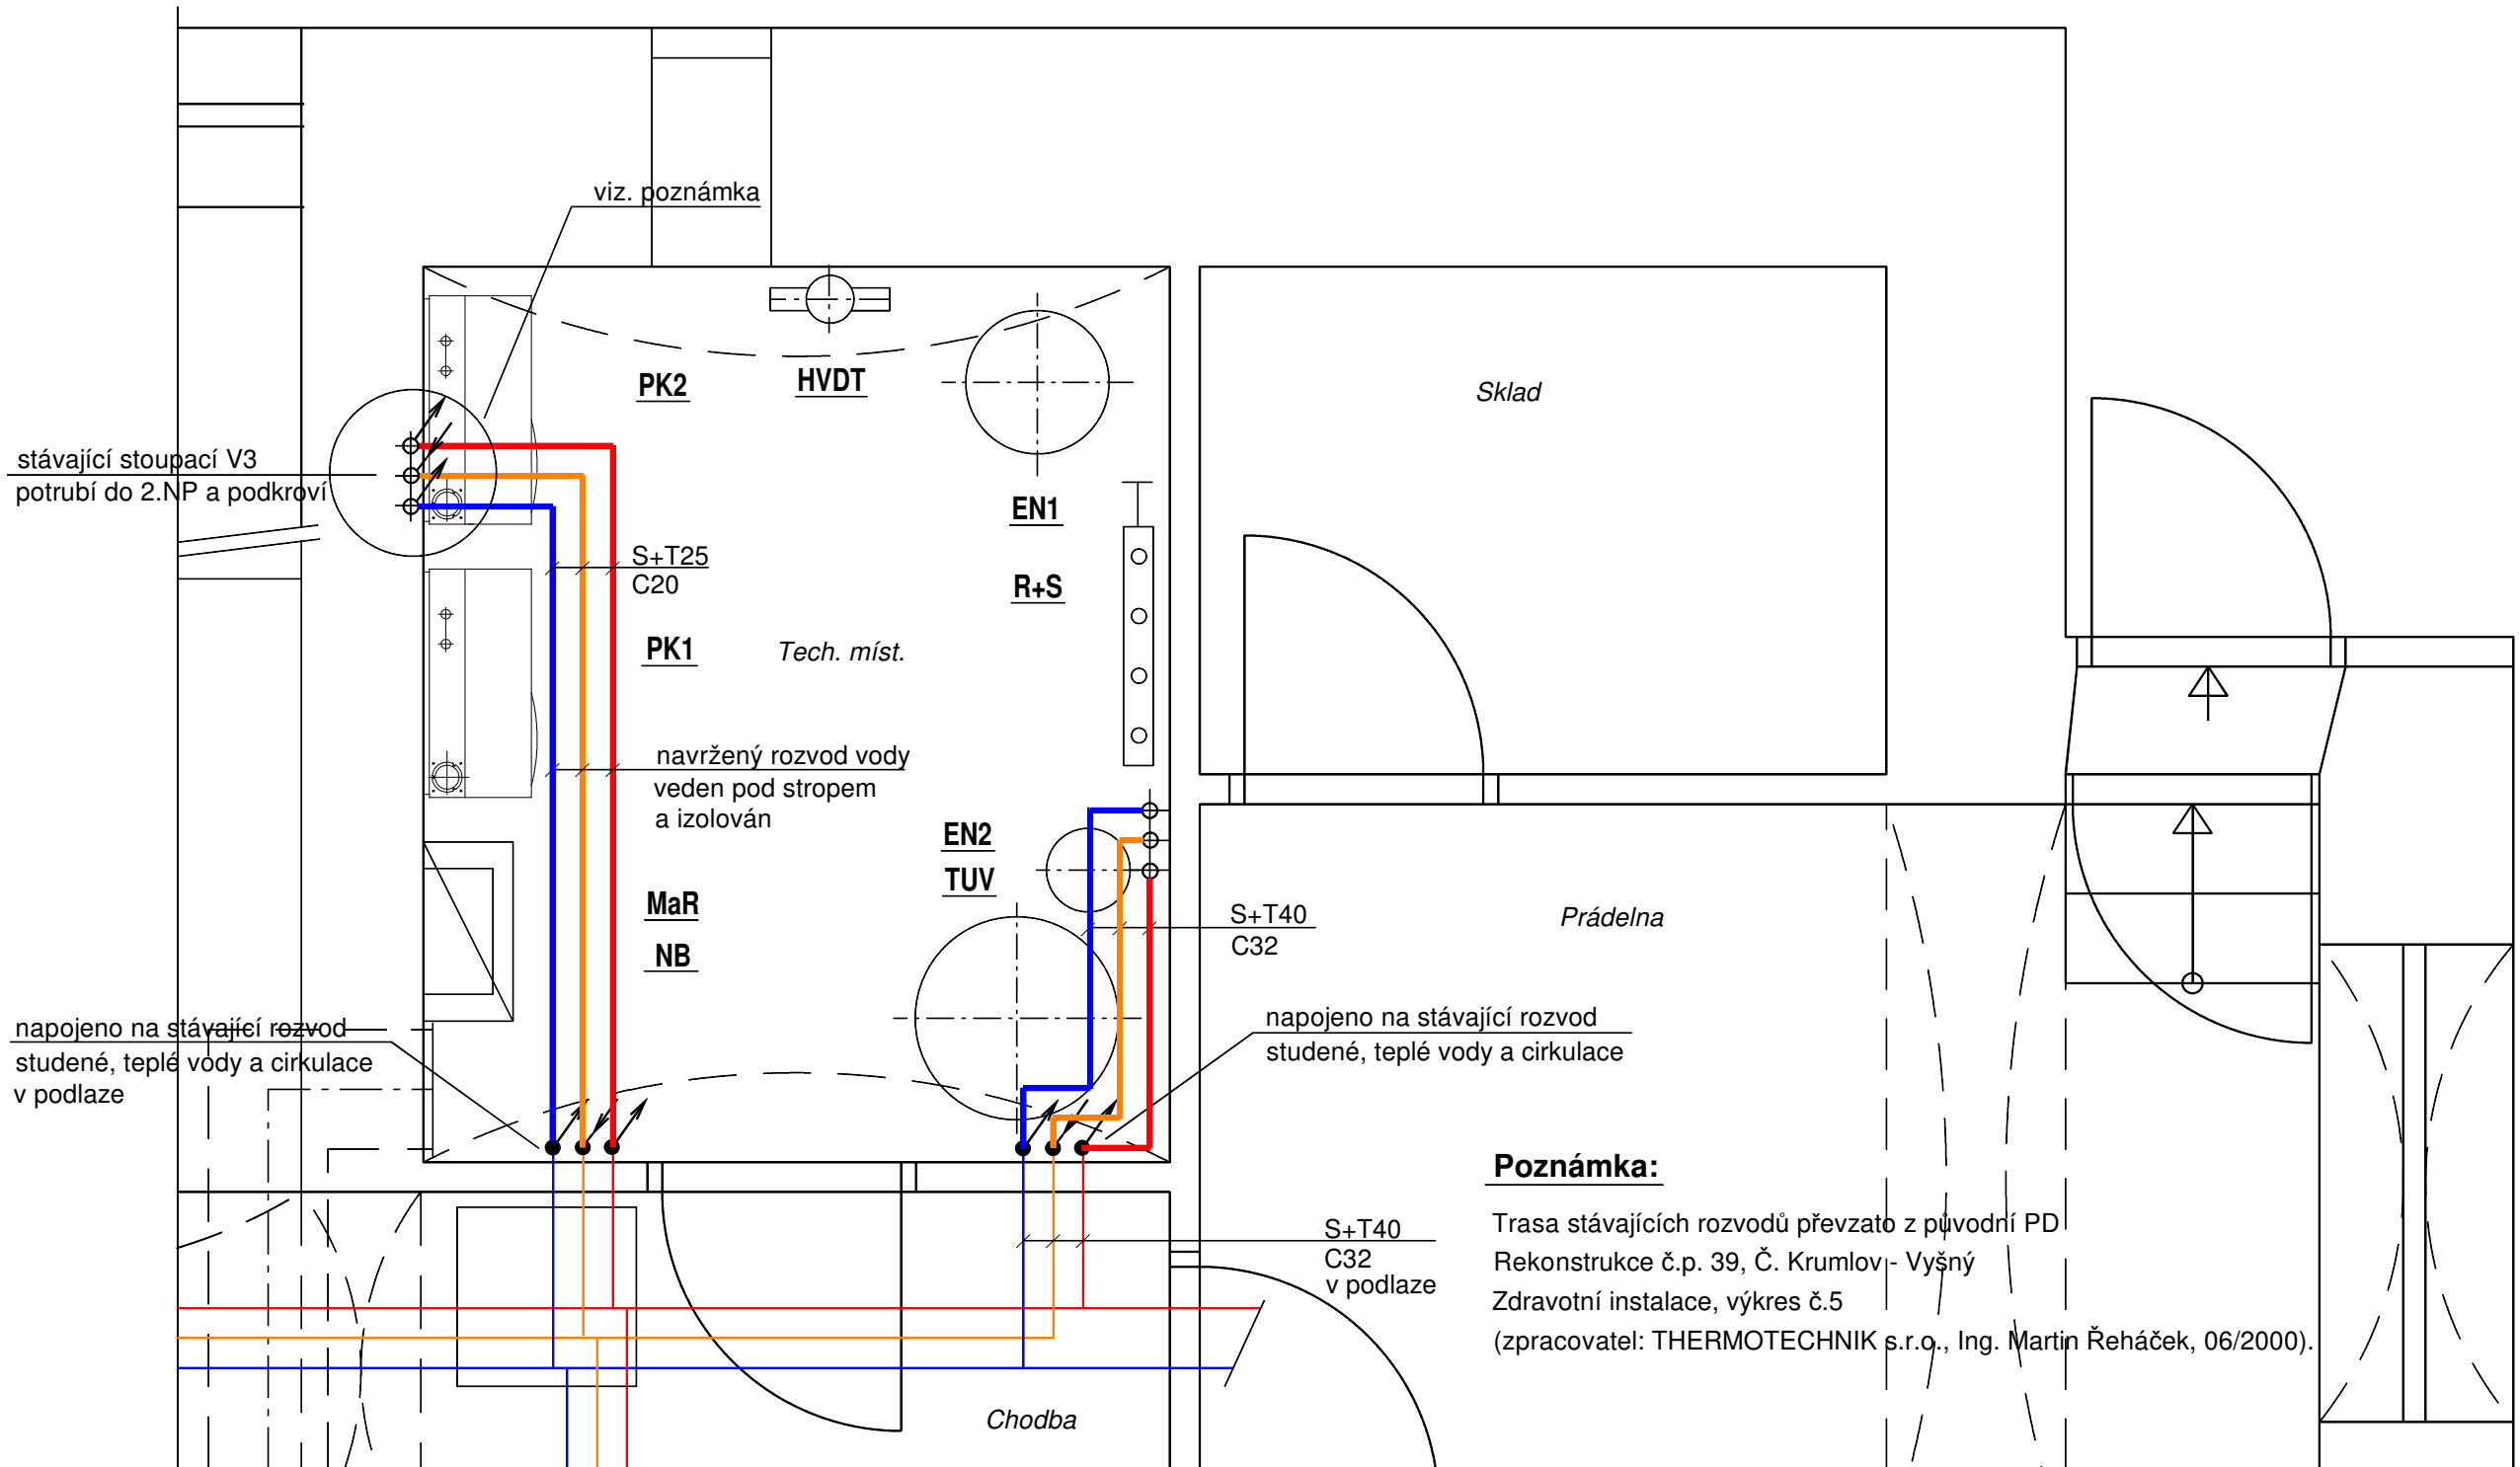 viz. poznámka
stávající stoupací V3
potrubí do 2.NP a podkroví
PK2
HVDT
Sklad
EN1
S+T25
C20
R+S
PK1
Tech. míst.
navržený rozvod vody
veden pod stropem
a izolován
EN2
TUV
MaR
NB
S+T40
C32
Prádelna
napojeno na stávající rozvod
studené, teplé vody a cirkulace
v podlaze
napojeno na stávající rozvod
studené, teplé vody a cirkulace
S+T40
C32
v podlaze
Poznámka:
Trasa stávajících rozvodů převzato z původní PD
Rekonstrukce č.p. 39, Č. Krumlov - Vyšný
Zdravotní instalace, výkres č.5
(zpracovatel: THERMOTECHNIK s.r.o., Ing. Martin Řeháček, 06/2000).
Chodba